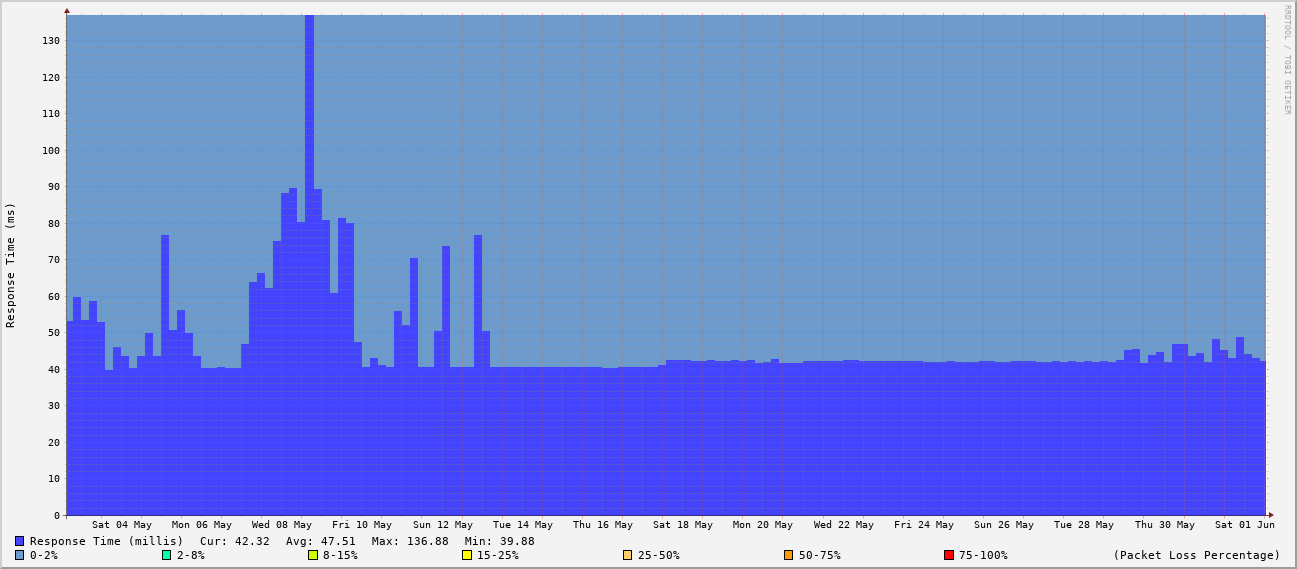 RRDTOOL / TOBI OETIKER
Response Time (ms)
130
120
110
100
90
80
70
60
50
40
30
20
10
0
Sat 04 May Mon 06 May Wed 08 May Fri 10 May Sun 12 May Tue 14 May Thu 16 May Sat 18 May Mon 20 May Wed 22 May Fri 24 May Sun 26 May Tue 28 May Thu 30 May Sat 01 Jun
Response Time (millis) Cur: 42.32 Avg: 47.51 Max: 136.88 Min: 39.88
0-2% 2-8% 8-15% 15-25% 25-50% 50-75% 75-100% (Packet Loss Percentage)